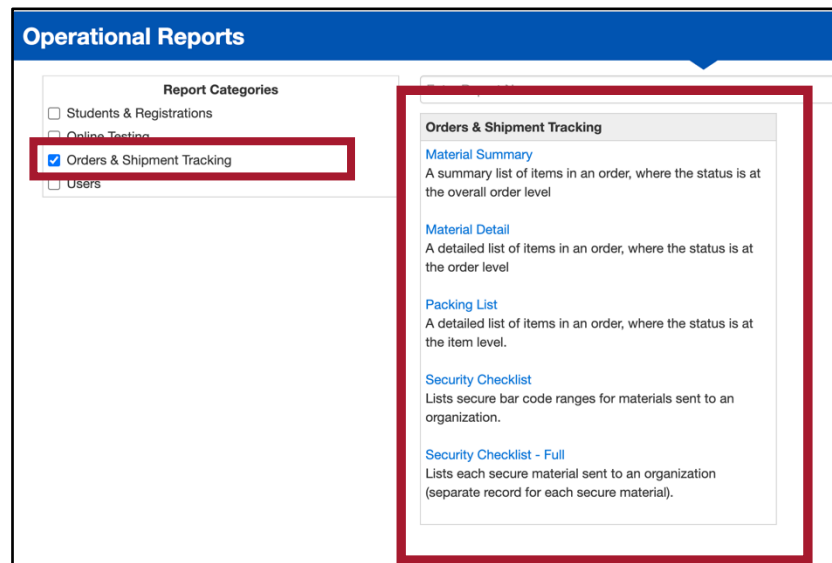 Operational Reports
Report Categories
Students & Registrations
Online Testing
Orders & Shipment Tracking
Users
Orders & Shipment Tracking
Material Summary
A summary list of items in an order, where the status is at
the overall order level
Material Detail
A detailed list of items in an order, where the status is at
the order level
Packing List
A detailed list of items in an order, where the status is at
the item level.
Security Checklist
Lists secure bar code ranges for materials sent to an
organization.
Security Checklist - Full
Lists each secure material sent to an organization
(separate record for each secure material).